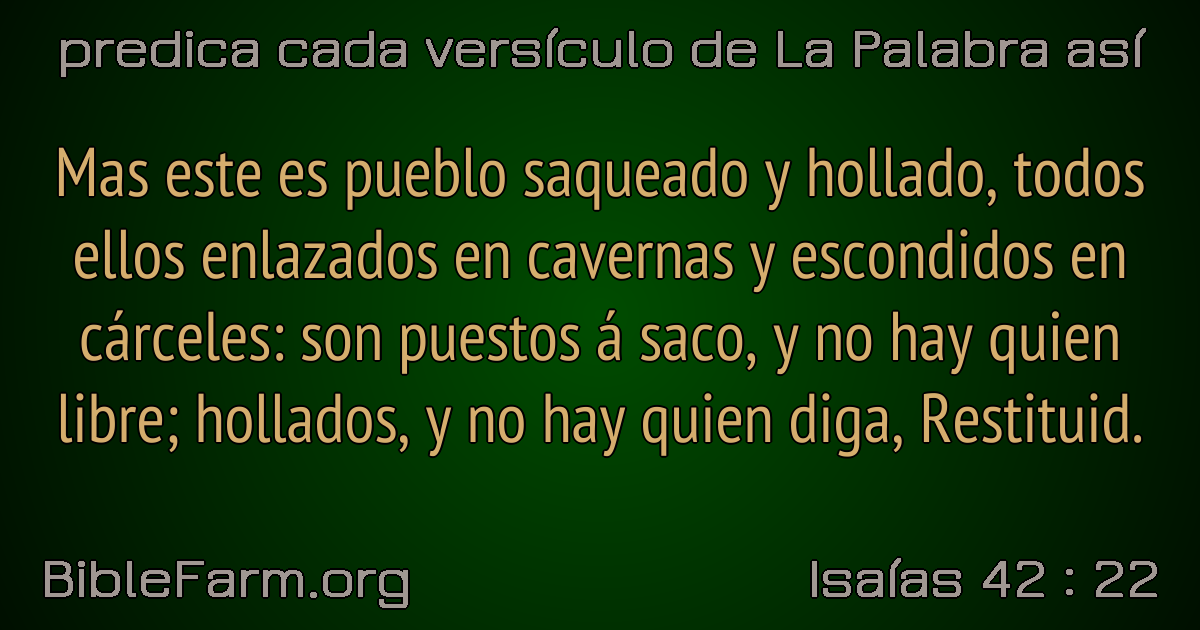 predica cada versículo de La Palabra así
Mas este es pueblo saqueado y hollado, todos
ellos enlazados en cavernas y escondidos en
cárceles: son puestos á saco, y no hay quien
libre; hollados, y no hay quien diga, Restituid.
BibleFarm.org
Isaías 42 : 22